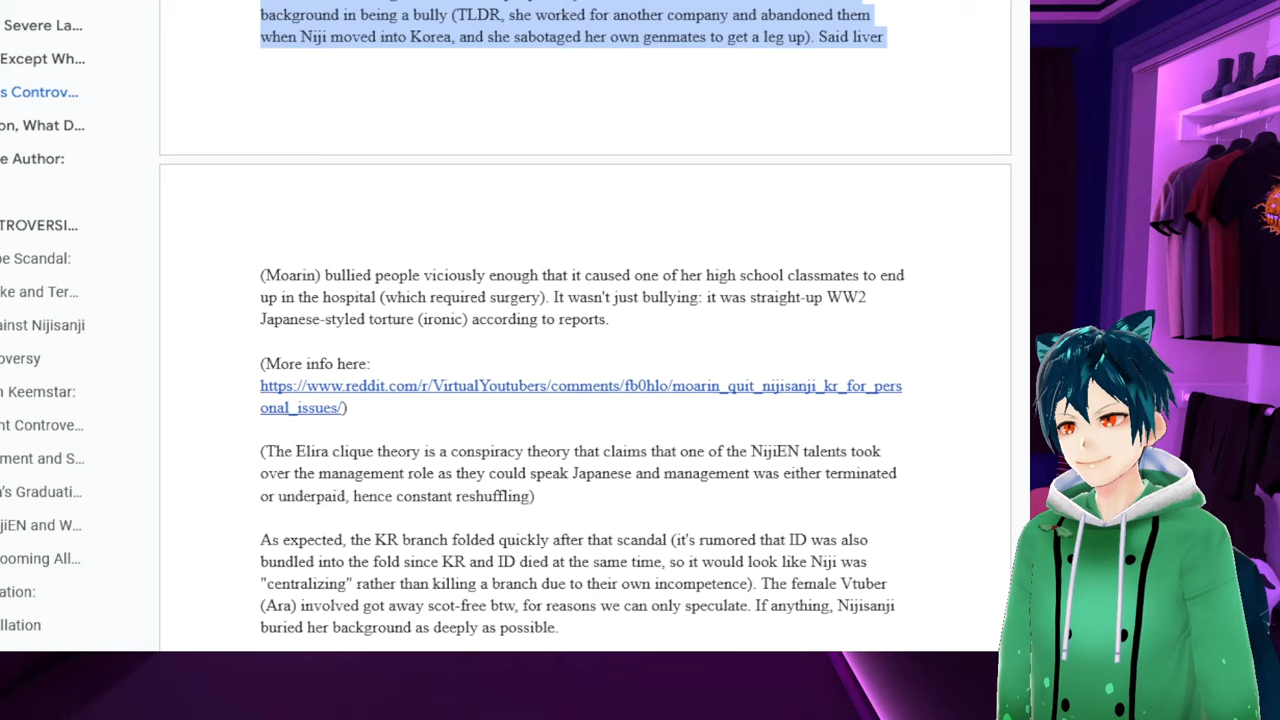 Severe La...
Except Wh...
s Controv...
on, What D...
e Author:
TROVERSI...
be Scandal:
ke and Ter...
ainst Nijisanji
oversy
n Keemstar:
nt Controve...
ment and S...
a's Graduati...
jiEN and W...
ooming All...
ation:
llation
background in being a bully (TLDR, she worked for another company and abandoned them
when Niji moved into Korea, and she sabotaged her own genmates to get a leg up). Said liver
(Moarin) bullied people viciously enough that it caused one of her high school classmates to end
up in the hospital (which required surgery). It wasn't just bullying: it was straight-up WW2
Japanese-styled torture (ironic) according to reports.
(More info here:
https://www.reddit.com/r/VirtualYoutubers/comments/fb0hlo/moarin_quit_nijisanji_kr_for_pers
onal_issues/)
(The Elira clique theory is a conspiracy theory that claims that one of the NijiEN talents took
over the management role as they could speak Japanese and management was either terminated
or underpaid, hence constant reshuffling)
As expected, the KR branch folded quickly after that scandal (it's rumored that ID was also
bundled into the fold since KR and ID died at the same time, so it would look like Niji was
"centralizing" rather than killing a branch due to their own incompetence). The female Vtuber
(Ara) involved got away scot-free btw, for reasons we can only speculate. If anything, Nijisanji
buried her background as deeply as possible.